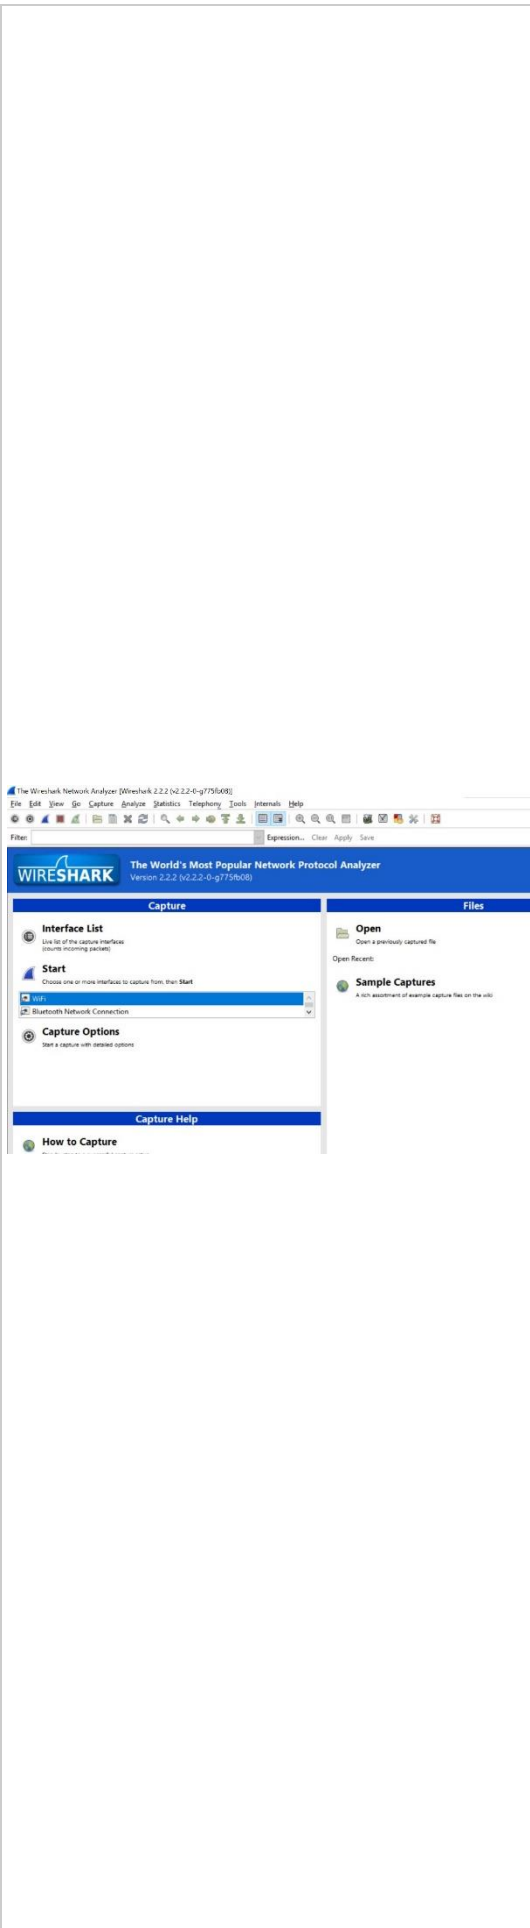 The Wireshark Network Analyzer [Wireshark 2.2.2 (v2.2.2-0-g775fb08)]
File Edit View Go Capture Analyze Statistics Telephony Tools Internals Help
Filter: Expression... Clear Apply Save
WIRESHARK
The World's Most Popular Network Protocol Analyzer
Version 2.2.2 (v2.2.2-0-g775fb08)
Capture
Interface List
Live list of the capture interfaces
(counts incoming packets)
Start
Choose one or more interfaces to capture from, then Start
WiFi
Bluetooth Network Connection
Capture Options
Start a capture with detailed options
Capture Help
How to Capture
Files
Open
Open a previously captured file
Open Recent:
Sample Captures
A rich assortment of example capture files on the wiki